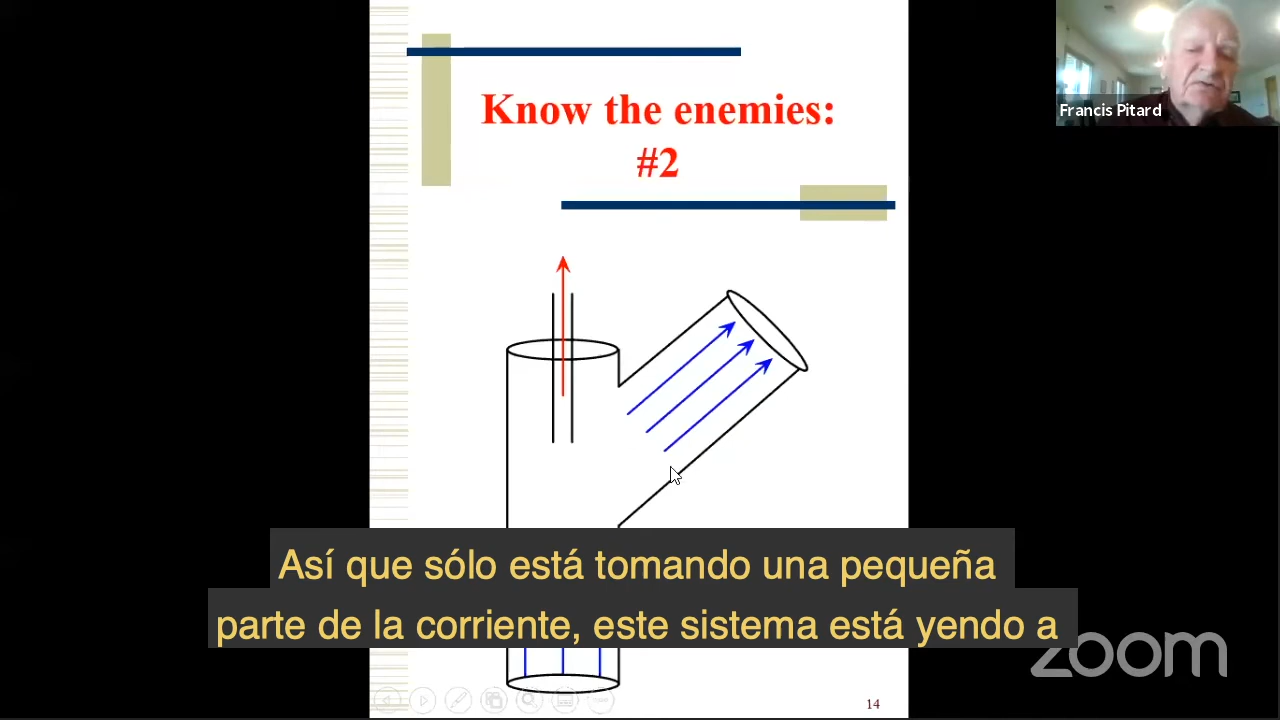 Francis Pitard
Know the enemies:
#2
Así que sólo está tomando una pequeña
parte de la corriente, este sistema está yendo a
zoom
14